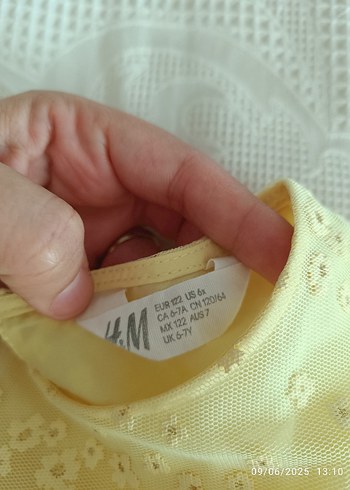 H&M
EUR 122 US 6x
CA 6-7A CN 120/64
MX 122 AUS 7
UK 6-7Y
09/06/2025 13.10